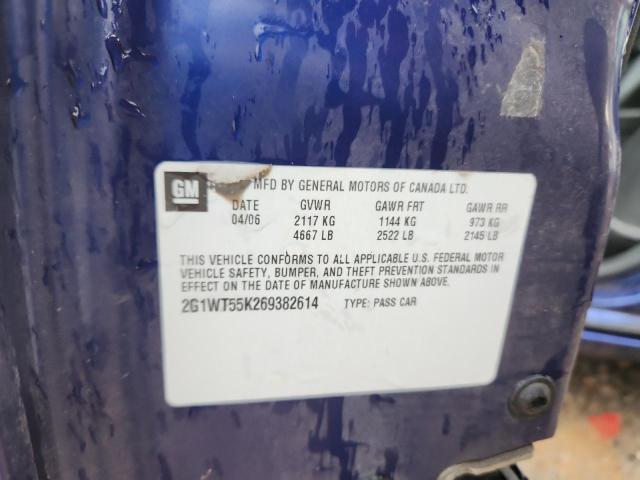 GM MFD BY GENERAL MOTORS OF CANADA LTD.
DATE GVWR GAWR FRT GAWR RR
04/06 2117 KG 1144 KG 973 KG
4667 LB 2522 LB 2145 LB
THIS VEHICLE CONFORMS TO ALL APPLICABLE U.S. FEDERAL MOTOR
VEHICLE SAFETY, BUMPER, AND THEFT PREVENTION STANDARDS IN
EFFECT ON THE DATE OF MANUFACTURE SHOWN ABOVE.
2G1WT55K269382614 TYPE: PASS CAR